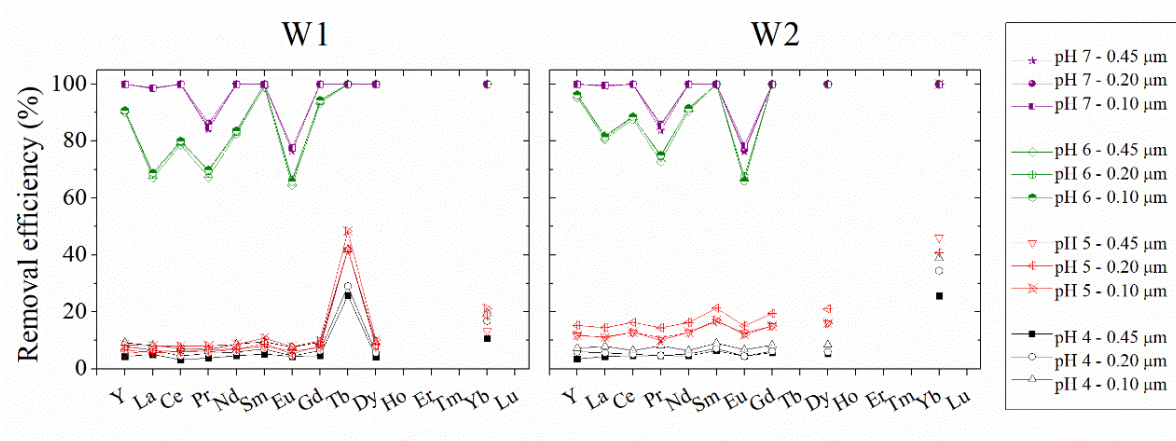 W1
W2
Removal efficiency (%)
100
80
60
40
20
0
Y La Ce Pr Nd Sm Eu Gd Tb Dy Ho Er Tm Yb Lu
Y La Ce Pr Nd Sm Eu Gd Tb Dy Ho Er Tm Yb Lu
pH 7 - 0.45 μm
pH 7 - 0.20 μm
pH 7 - 0.10 μm
pH 6 - 0.45 μm
pH 6 - 0.20 μm
pH 6 - 0.10 μm
pH 5 - 0.45 μm
pH 5 - 0.20 μm
pH 5 - 0.10 μm
pH 4 - 0.45 μm
pH 4 - 0.20 μm
pH 4 - 0.10 μm